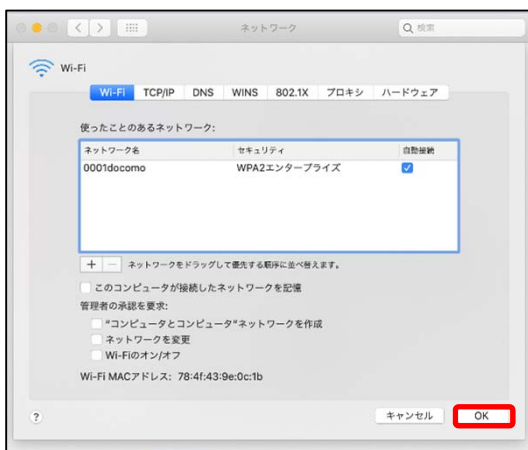 ネットワーク
検索
Wi-Fi
Wi-Fi TCP/IP DNS WINS 802.1X プロキシ ハードウェア
使ったことのあるネットワーク:
ネットワーク名 セキュリティ 自動接続
0001docomo WPA2エンタープライズ
+ − ネットワークをドラッグして優先する順序に並べ替えます。
このコンピュータが接続したネットワークを記憶
管理者の承認を要求:
"コンピュータとコンピュータ"ネットワークを作成
ネットワークを変更
Wi-Fiのオン/オフ
Wi-Fi MACアドレス: 78:4f:43:9e:0c:1b
? キャンセル OK